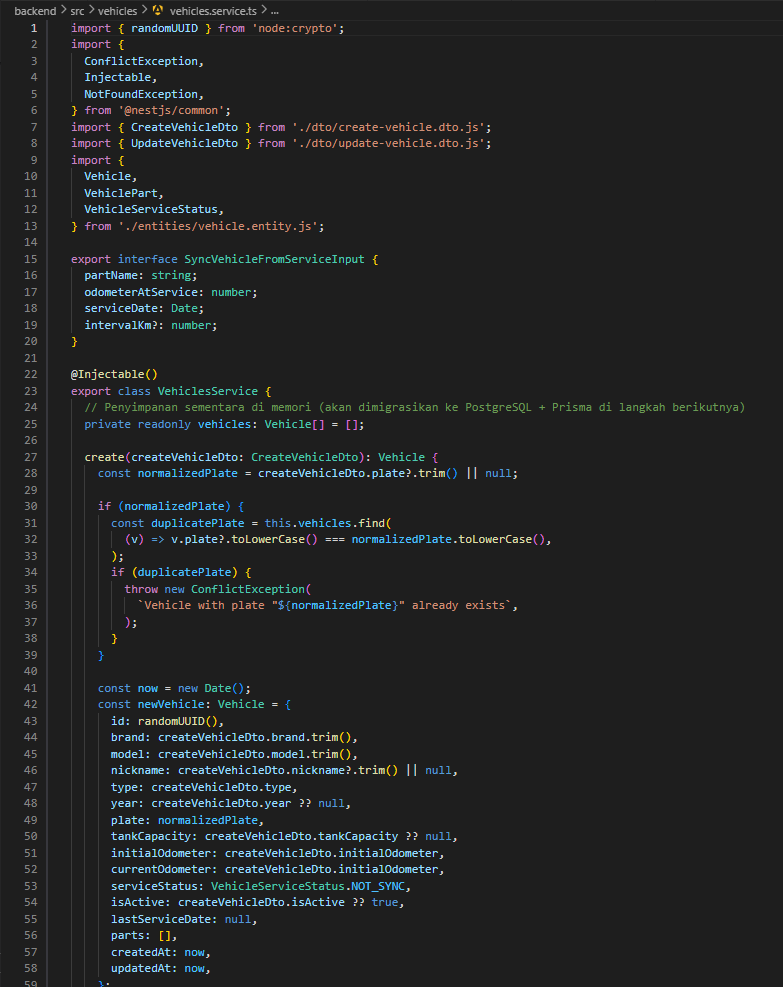 backend > src > vehicles > vehicles.service.ts > ...
1 import { randomUUID } from 'node:crypto';
2 import {
3   ConflictException,
4   Injectable,
5   NotFoundException,
6 } from '@nestjs/common';
7 import { CreateVehicleDto } from './dto/create-vehicle.dto.js';
8 import { UpdateVehicleDto } from './dto/update-vehicle.dto.js';
9 import {
10   Vehicle,
11   VehiclePart,
12   VehicleServiceStatus,
13 } from './entities/vehicle.entity.js';
14
15 export interface SyncVehicleFromServiceInput {
16   partName: string;
17   odometerAtService: number;
18   serviceDate: Date;
19   intervalKm?: number;
20 }
21
22 @Injectable()
23 export class VehiclesService {
24   // Penyimpanan sementara di memori (akan dimigrasikan ke PostgreSQL + Prisma di langkah berikutnya)
25   private readonly vehicles: Vehicle[] = [];
26
27   create(createVehicleDto: CreateVehicleDto): Vehicle {
28     const normalizedPlate = createVehicleDto.plate?.trim() || null;
29
30     if (normalizedPlate) {
31       const duplicatePlate = this.vehicles.find(
32         (v) => v.plate?.toLowerCase() === normalizedPlate.toLowerCase(),
33       );
34       if (duplicatePlate) {
35         throw new ConflictException(
36           `Vehicle with plate "${normalizedPlate}" already exists`,
37         );
38       }
39     }
40
41     const now = new Date();
42     const newVehicle: Vehicle = {
43       id: randomUUID(),
44       brand: createVehicleDto.brand.trim(),
45       model: createVehicleDto.model.trim(),
46       nickname: createVehicleDto.nickname?.trim() || null,
47       type: createVehicleDto.type,
48       year: createVehicleDto.year ?? null,
49       plate: normalizedPlate,
50       tankCapacity: createVehicleDto.tankCapacity ?? null,
51       initialOdometer: createVehicleDto.initialOdometer,
52       currentOdometer: createVehicleDto.initialOdometer,
53       serviceStatus: VehicleServiceStatus.NOT_SYNC,
54       isActive: createVehicleDto.isActive ?? true,
55       lastServiceDate: null,
56       parts: [],
57       createdAt: now,
58       updatedAt: now,
59     };